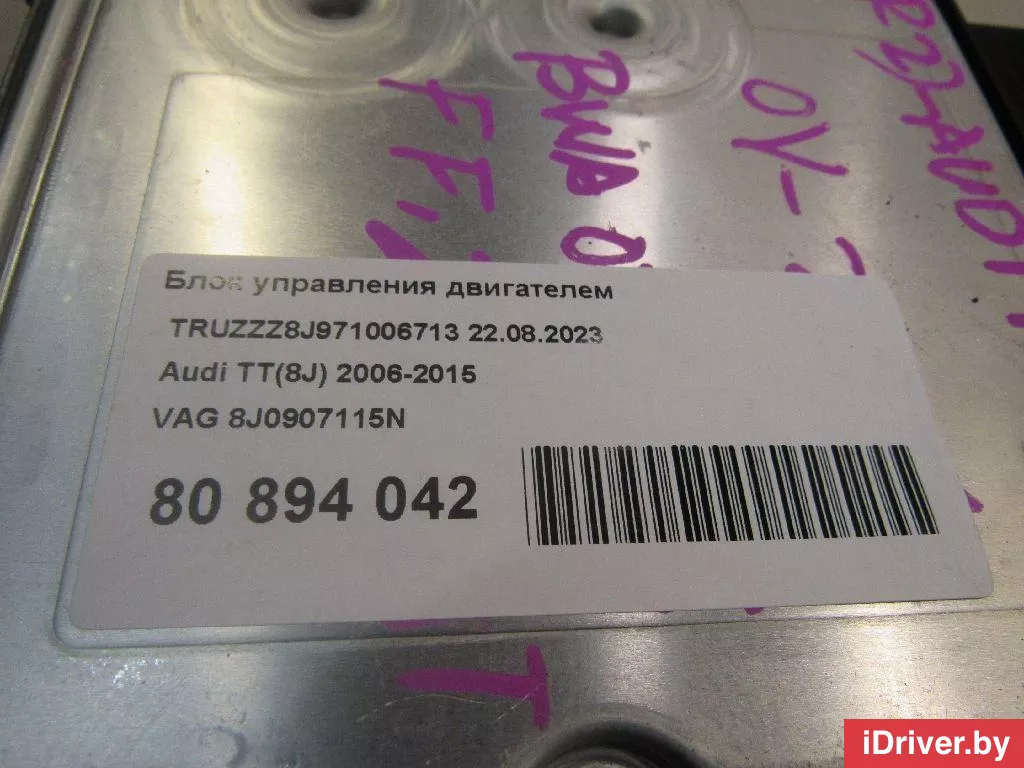 BWA
Блок управления двигателем
TRUZZZ8J971006713 22.08.2023
Audi TT(8J) 2006-2015
VAG 8J0907115N
80 894 042
T
iDriver.by